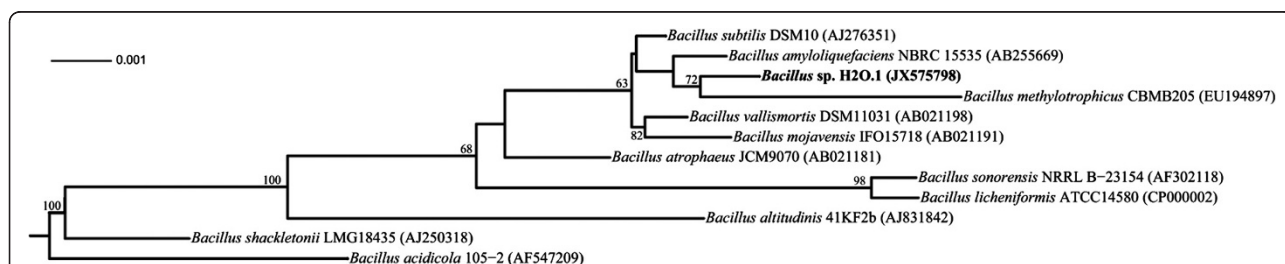 Bacillus subtilis DSM10 (AJ276351)
0.001
Bacillus amyloliquefaciens NBRC 15535 (AB255669)
Bacillus sp. H2O.1 (JX575798)
63
72
Bacillus methylotrophicus CBMB205 (EU194897)
Bacillus vallismortis DSM11031 (AB021198)
82
Bacillus mojavensis IFO15718 (AB021191)
68
Bacillus atrophaeus JCM9070 (AB021181)
Bacillus sonorensis NRRL B−23154 (AF302118)
98
100
Bacillus licheniformis ATCC14580 (CP000002)
100
Bacillus altitudinis 41KF2b (AJ831842)
Bacillus shackletonii LMG18435 (AJ250318)
Bacillus acidicola 105−2 (AF547209)